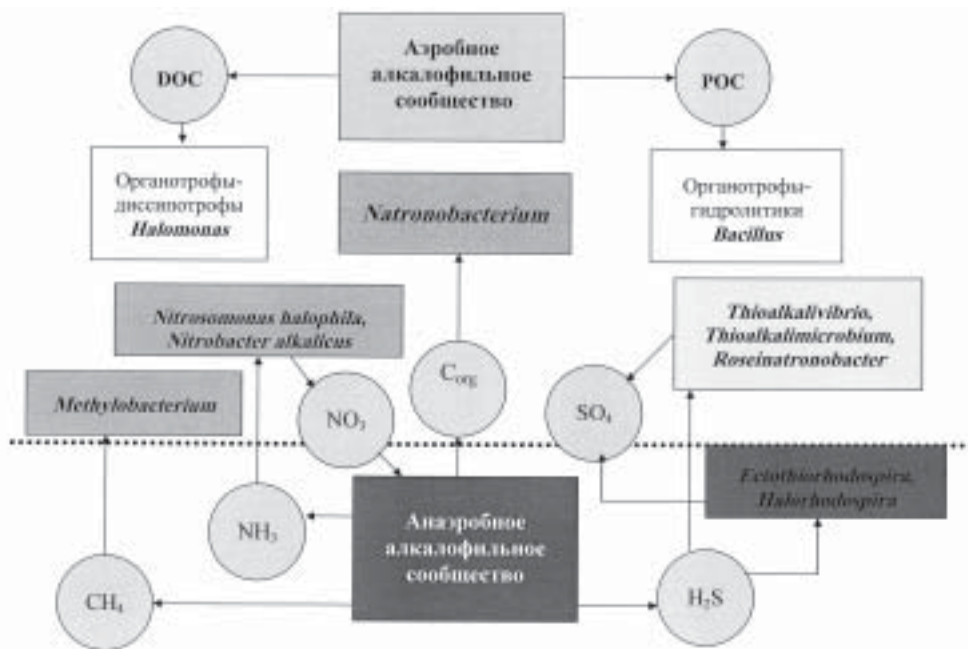 DOC
Аэробное
алкалофильное
сообщество
POC
Органотрофы-
диссипотрофы
Halomonas
Natronobacterium
Органотрофы-
гидролитики
Bacillus
Nitrosomonas halophila,
Nitrobacter alkalicus
Thioalkalivibrio,
Thioalkalimicrobium,
Roseinatronobacter
Methylobacterium
NO₃
Cₒᵣg
SO₄
Ectothiorhodospira,
Halorhodospira
NH₃
Анаэробное
алкалофильное
сообщество
CH₄
H₂S